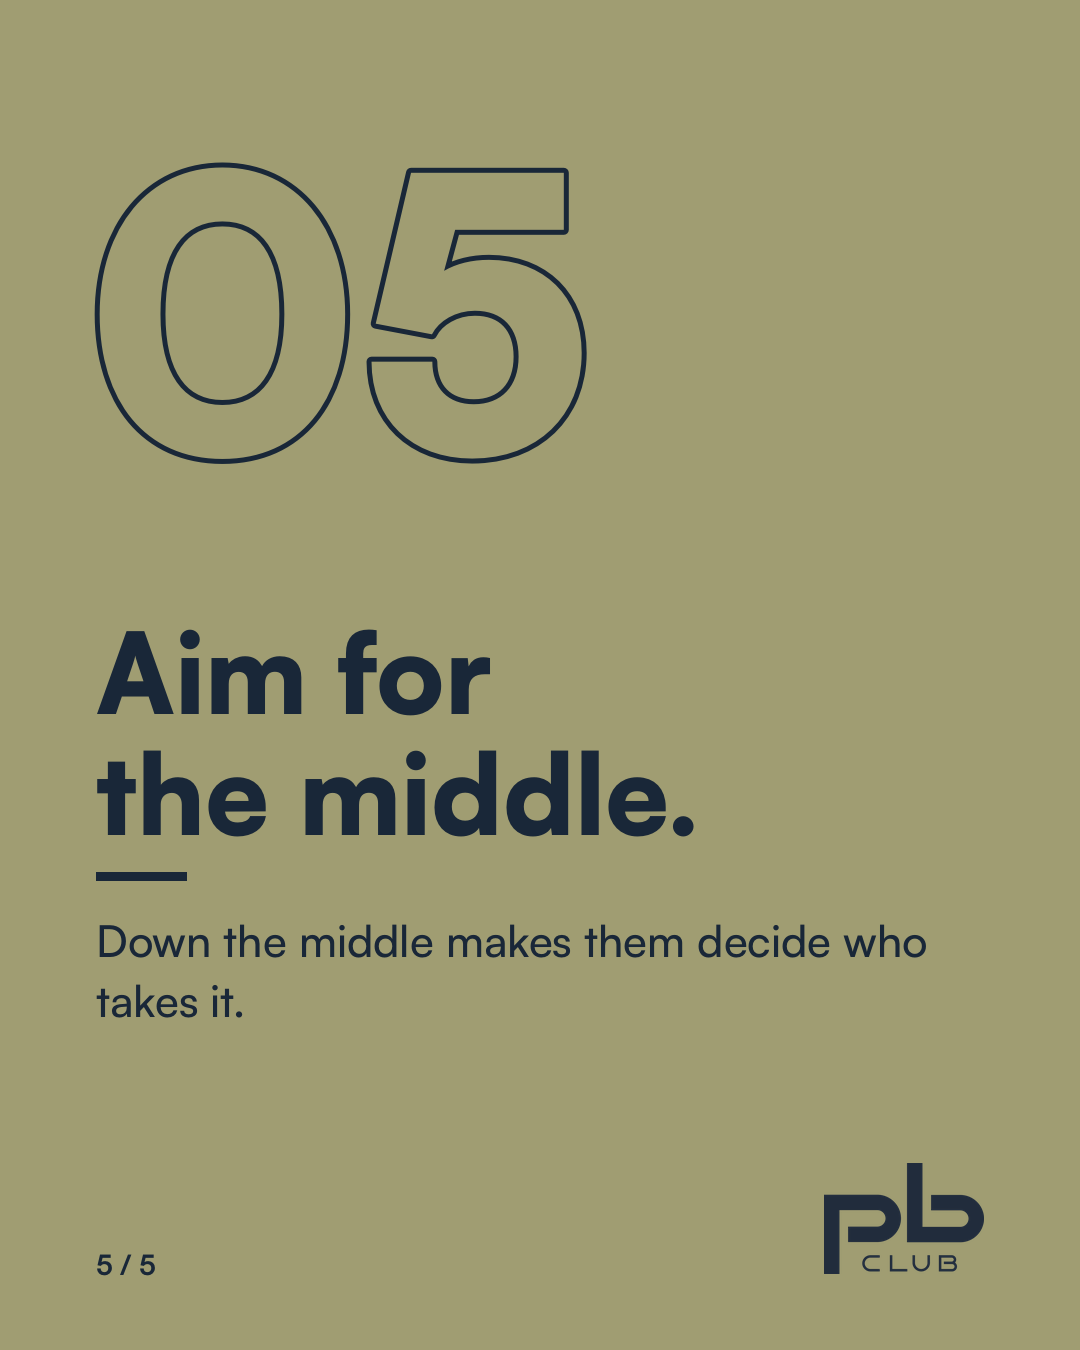 05
Aim for
the middle.
Down the middle makes them decide who
takes it.
5 / 5
pb
CLUB